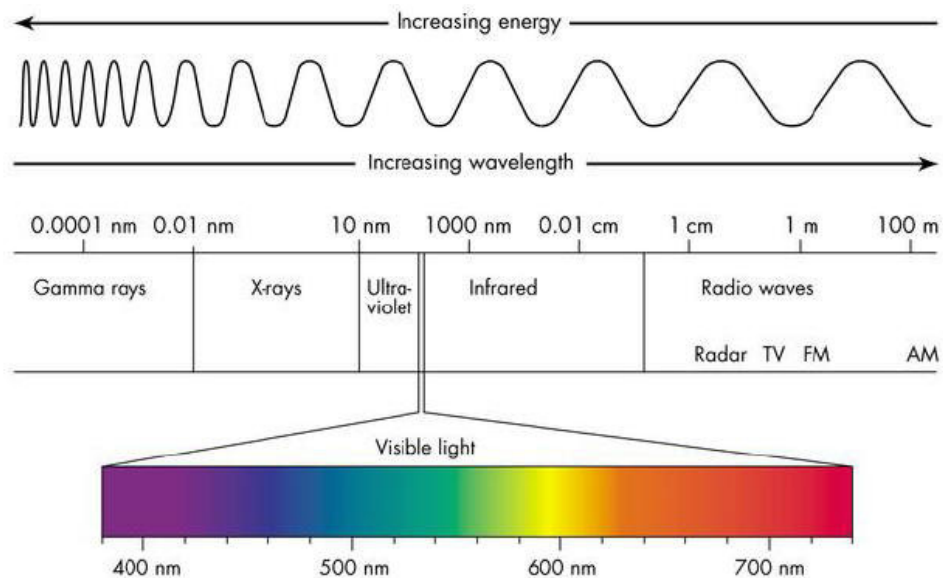 Increasing energy
Increasing wavelength
0.0001 nm 0.01 nm 10 nm 1000 nm 0.01 cm 1 cm 1 m 100 m
Gamma rays X-rays Ultra- Infrared Radio waves
violet
Radar TV FM AM
Visible light
400 nm 500 nm 600 nm 700 nm